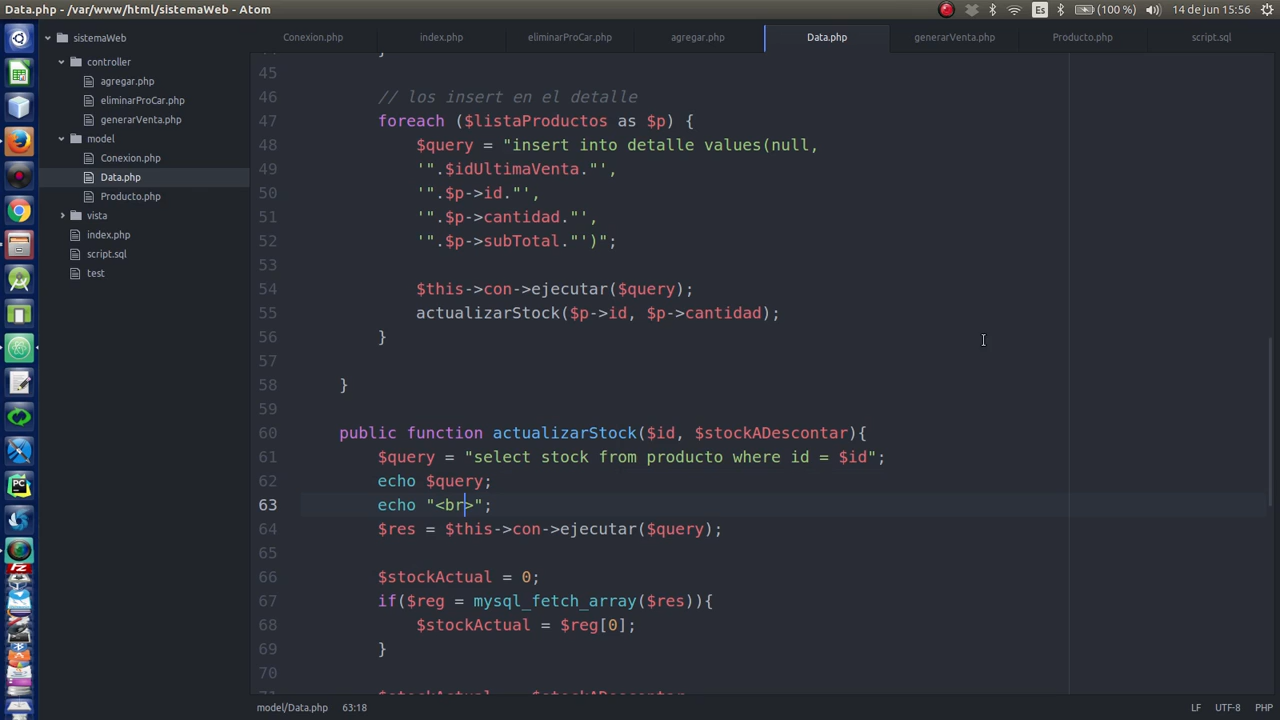 Data.php - /var/www/html/sistemaWeb - Atom
Es
(100 %)
14 de jun 15:56
sistemaWeb
controller
agregar.php
eliminarProCar.php
generarVenta.php
model
Conexion.php
Data.php
Producto.php
vista
index.php
script.sql
test
Conexion.php
index.php
eliminarProCar.php
agregar.php
Data.php
generarVenta.php
Producto.php
script.sql
45
46 // los insert en el detalle
47 foreach ($listaProductos as $p) {
48 $query = "insert into detalle values(null,
49 '".$idUltimaVenta."',
50 '".$p->id."',
51 '".$p->cantidad."',
52 '".$p->subTotal."')";
53
54 $this->con->ejecutar($query);
55 actualizarStock($p->id, $p->cantidad);
56 }
57
58 }
59
60 public function actualizarStock($id, $stockADescontar){
61 $query = "select stock from producto where id = $id";
62 echo $query;
63 echo "<br>";
64 $res = $this->con->ejecutar($query);
65
66 $stockActual = 0;
67 if($reg = mysql_fetch_array($res)){
68 $stockActual = $reg[0];
69 }
70
model/Data.php 63:18
LF UTF-8 PHP